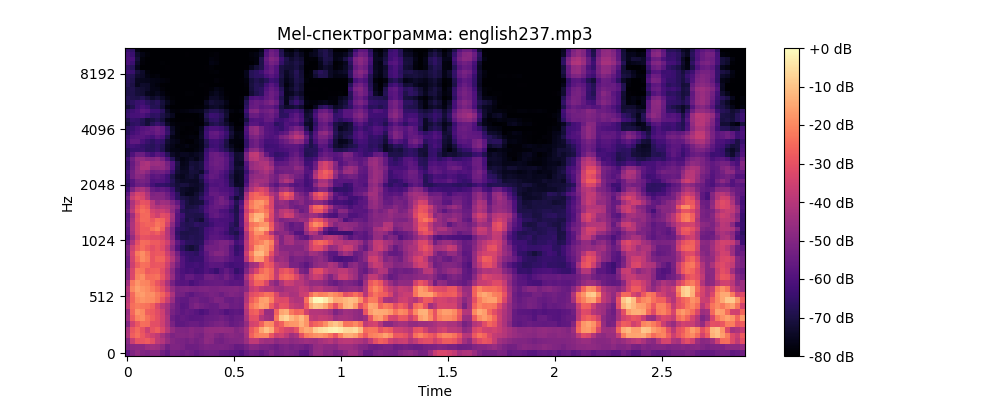 Mel-спектрограмма: english237.mp3
Hz
8192
4096
2048
1024
512
0
0
0.5
1
1.5
2
2.5
Time
+0 dB
-10 dB
-20 dB
-30 dB
-40 dB
-50 dB
-60 dB
-70 dB
-80 dB